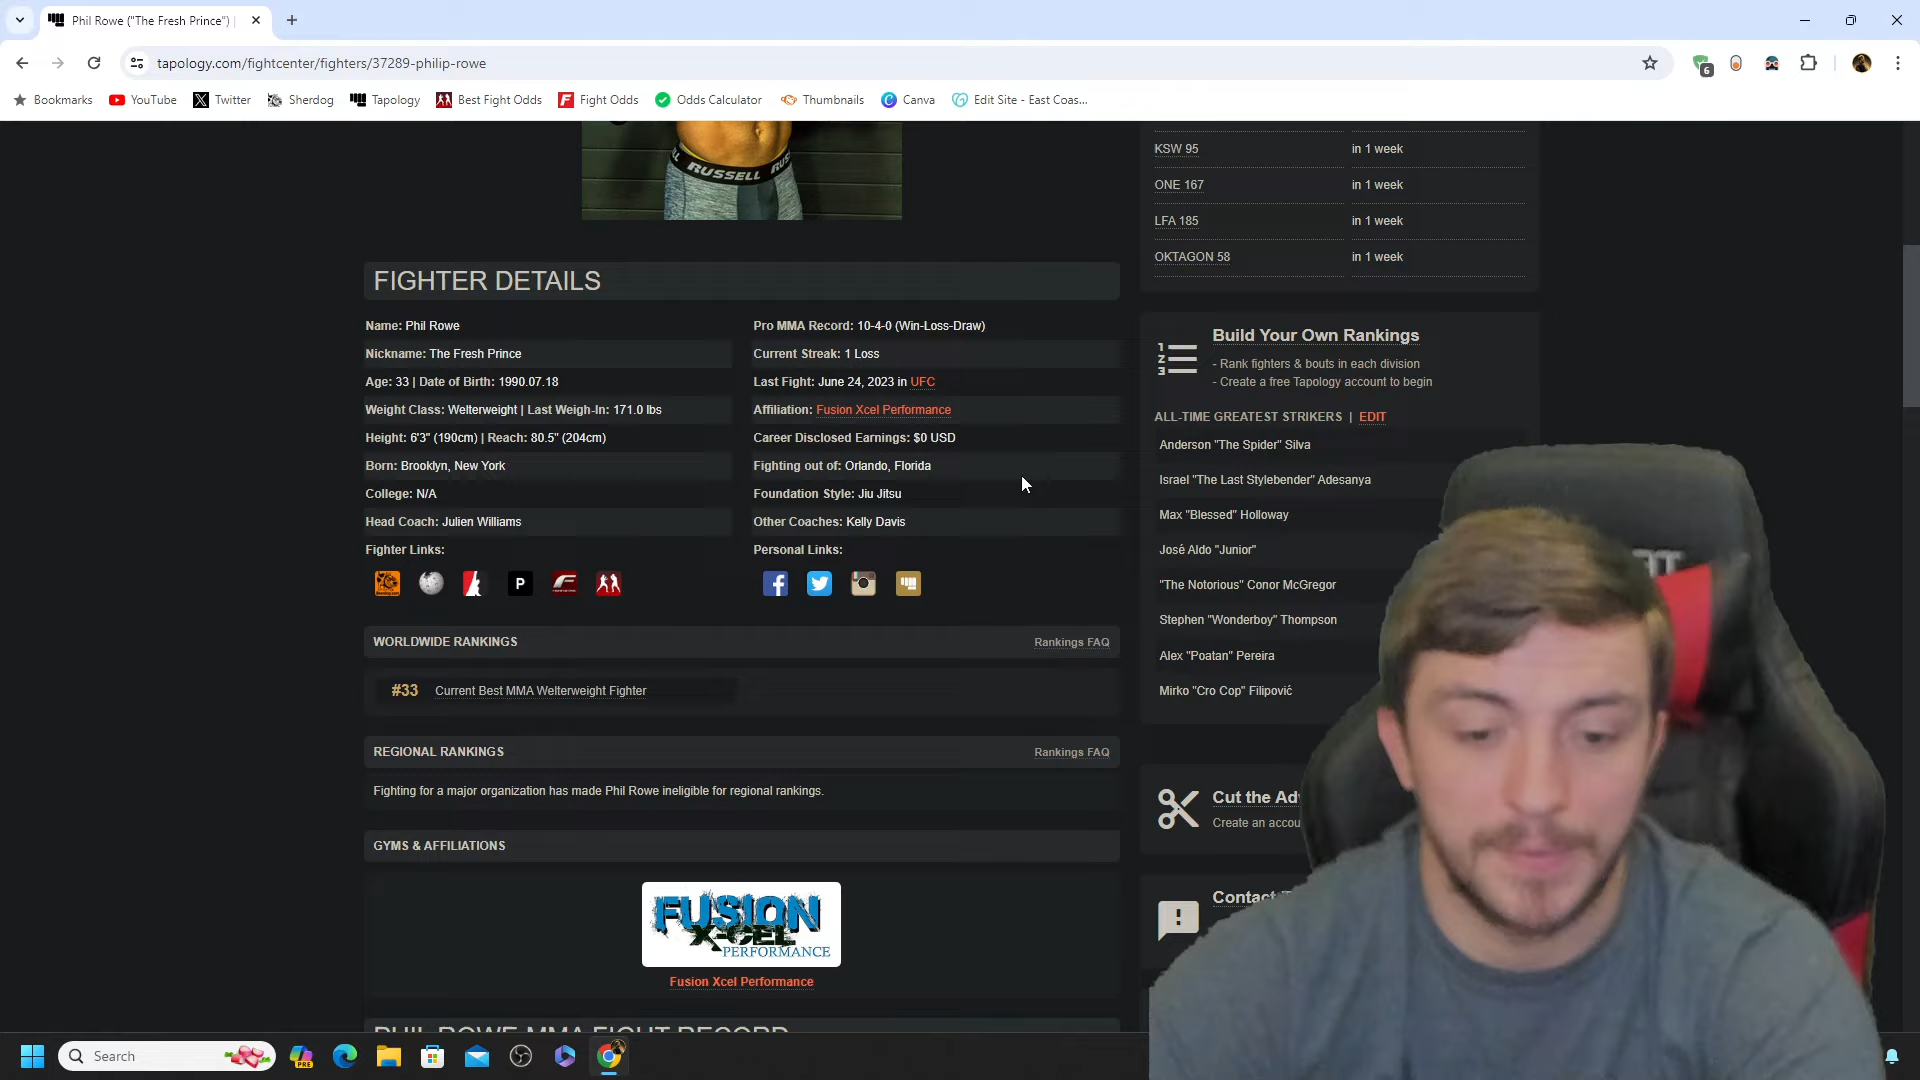 Phil Rowe ("The Fresh Prince") |
tapology.com/fightcenter/fighters/37289-philip-rowe
6
Bookmarks YouTube Twitter Sherdog Tapology Best Fight Odds Fight Odds Odds Calculator Thumbnails Canva Edit Site - East Coas...
RUSSELL RUS
KSW 95 in 1 week
ONE 167 in 1 week
LFA 185 in 1 week
OKTAGON 58 in 1 week
FIGHTER DETAILS
Name: Phil Rowe
Nickname: The Fresh Prince
Age: 33 | Date of Birth: 1990.07.18
Weight Class: Welterweight | Last Weigh-In: 171.0 lbs
Height: 6'3" (190cm) | Reach: 80.5" (204cm)
Born: Brooklyn, New York
College: N/A
Head Coach: Julien Williams
Fighter Links:
P
Pro MMA Record: 10-4-0 (Win-Loss-Draw)
Current Streak: 1 Loss
Last Fight: June 24, 2023 in UFC
Affiliation: Fusion Xcel Performance
Career Disclosed Earnings: $0 USD
Fighting out of: Orlando, Florida
Foundation Style: Jiu Jitsu
Other Coaches: Kelly Davis
Personal Links:
WORLDWIDE RANKINGS Rankings FAQ
#33 Current Best MMA Welterweight Fighter
REGIONAL RANKINGS Rankings FAQ
Fighting for a major organization has made Phil Rowe ineligible for regional rankings.
GYMS & AFFILIATIONS
FUSION
X-CEL
PERFORMANCE
Fusion Xcel Performance
PHIL ROWE MMA FIGHT RECORD
Build Your Own Rankings
- Rank fighters & bouts in each division
- Create a free Tapology account to begin
ALL-TIME GREATEST STRIKERS | EDIT
Anderson "The Spider" Silva
Israel "The Last Stylebender" Adesanya
Max "Blessed" Holloway
José Aldo "Junior"
"The Notorious" Conor McGregor
Stephen "Wonderboy" Thompson
Alex "Poatan" Pereira
Mirko "Cro Cop" Filipović
Cut the
Create an
Contact
Search
PRE